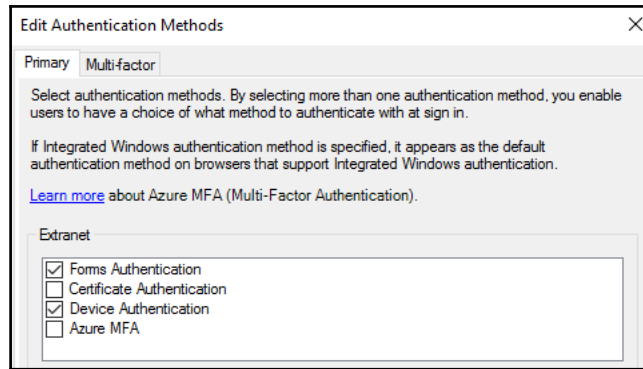 Edit Authentication Methods
Primary Multi-factor
Select authentication methods. By selecting more than one authentication method, you enable
users to have a choice of what method to authenticate with at sign in.
If Integrated Windows authentication method is specified, it appears as the default
authentication method on browsers that support Integrated Windows authentication.
Learn more about Azure MFA (Multi-Factor Authentication).
Extranet
Forms Authentication
Certificate Authentication
Device Authentication
Azure MFA